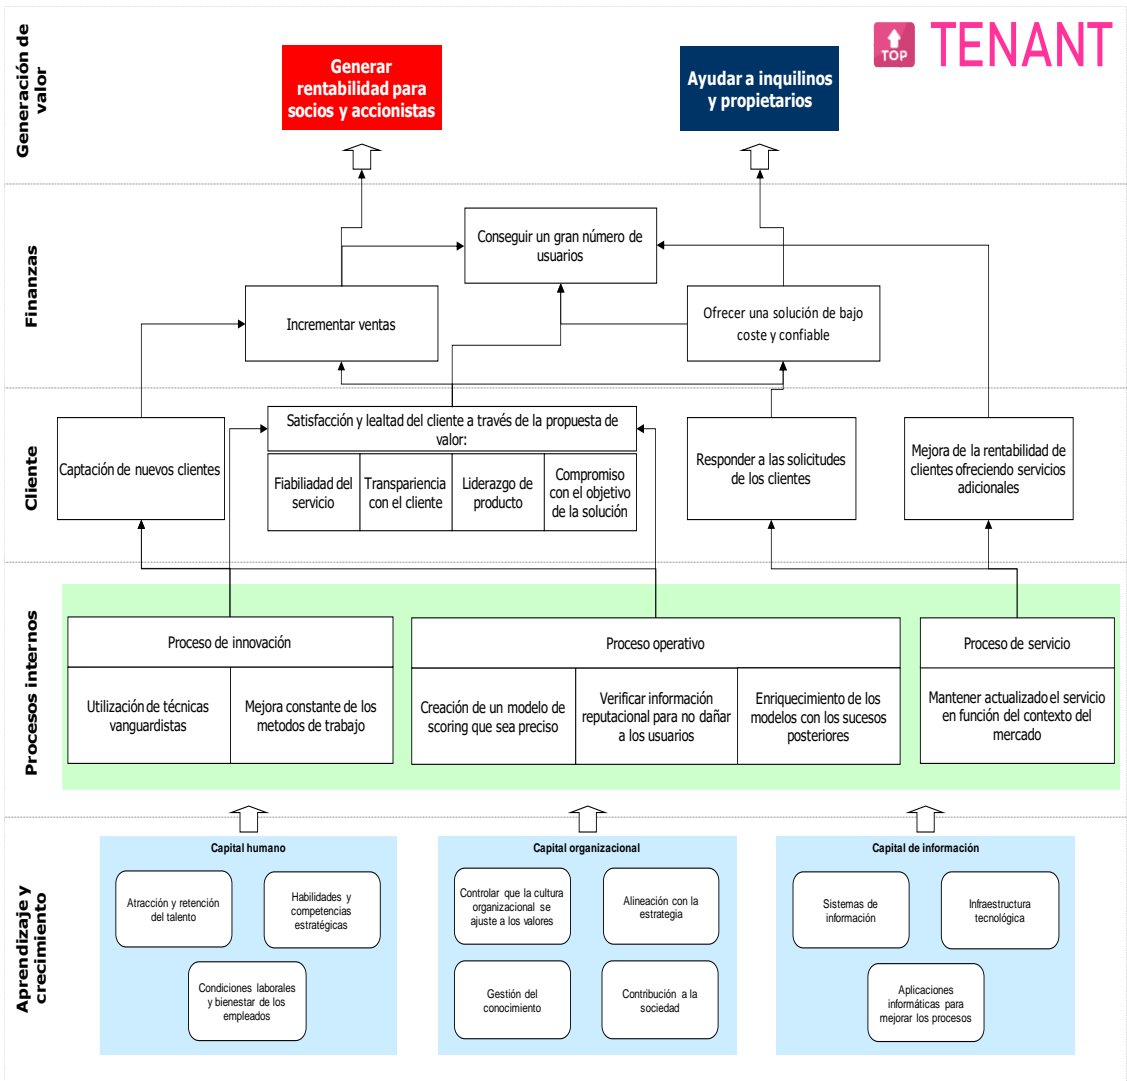 Generación de
valor
TOP
TENANT
Generar
rentabilidad para
socios y accionistas
Ayudar a inquilinos
y propietarios
Finanzas
Conseguir un gran número de
usuarios
Incrementar ventas
Ofrecer una solución de bajo
coste y confiable
Cliente
Captación de nuevos clientes
Satisfacción y lealtad del cliente a través de la propuesta de
valor:
Fiabiliadad del
servicio
Transpariencia
con el cliente
Liderazgo de
producto
Compromiso
con el objetivo
de la solución
Responder a las solicitudes
de los clientes
Mejora de la rentabilidad de
clientes ofreciendo servicios
adicionales
Procesos internos
Proceso de innovación
Utilización de técnicas
vanguardistas
Mejora constante de los
metodos de trabajo
Proceso operativo
Creación de un modelo de
scoring que sea preciso
Verificar información
reputacional para no dañar
a los usuarios
Enriquecimiento de los
modelos con los sucesos
posteriores
Proceso de servicio
Mantener actualizado el servicio
en función del contexto del
mercado
Aprendizaje y
crecimiento
Capital humano
Atracción y retención
del talento
Habilidades y
competencias
estratégicas
Condiciones laborales
y bienestar de los
empleados
Capital organizacional
Controlar que la cultura
organizacional se
ajuste a los valores
Alineación con la
estrategia
Gestión del
conocimiento
Contribución a la
sociedad
Capital de información
Sistemas de
información
Infraestructura
tecnológica
Aplicaciones
informáticas para
mejorar los procesos